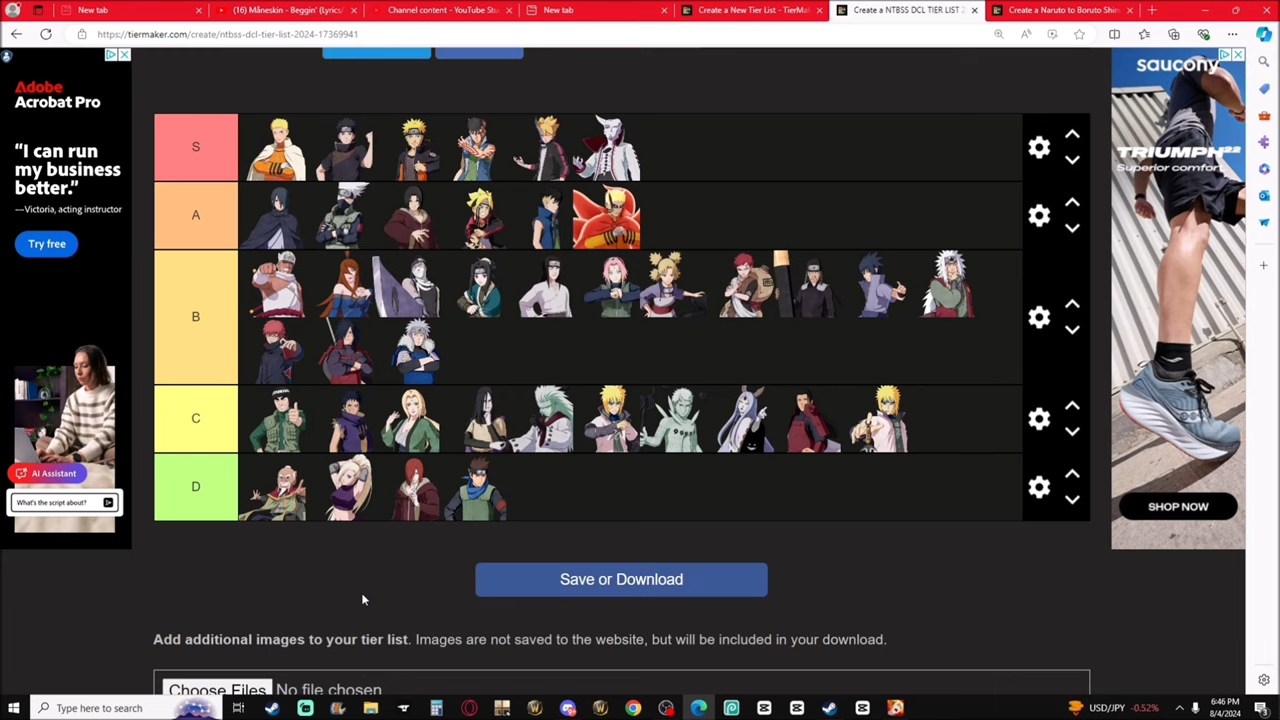 New tab
(16) Måneskin - Beggin' (Lyrics/
Channel content - YouTube Stu
New tab
Create a New Tier List - TierMa
Create a NTBSS DCL TIER LIST 2
Create a Naruto to Boruto Shin
https://tiermaker.com/create/ntbss-dcl-tier-list-2024-17369941
Adobe
Acrobat Pro
“I can run
my business
better.”
–Victoria, acting instructor
Try free
AI Assistant
What's the script about?
S
A
B
C
D
saucony
TRIUMPH 22
Superior comfort.
SHOP NOW
Save or Download
Add additional images to your tier list. Images are not saved to the website, but will be included in your download.
Choose Files No file chosen
Type here to search
USD/JPY -0.52%
6:46 PM
8/4/2024